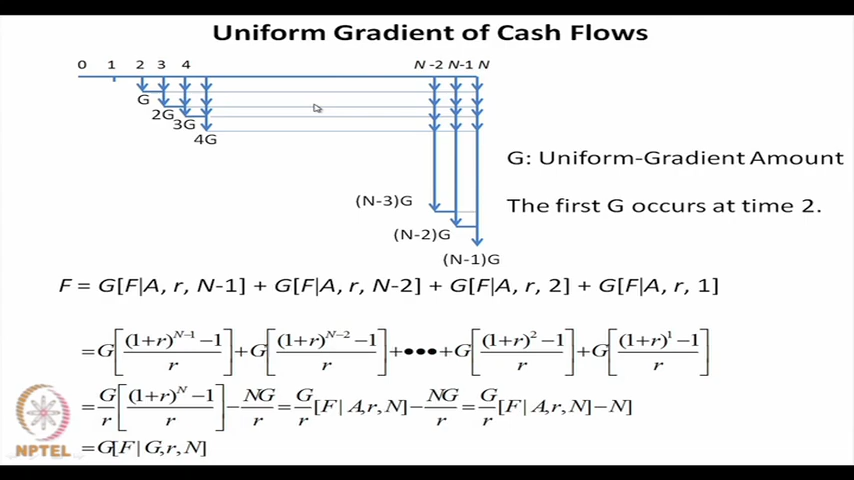 Uniform Gradient of Cash Flows
0 1 2 3 4 N-2 N-1 N
G
2G
3G
4G
G: Uniform-Gradient Amount
(N-3)G
The first G occurs at time 2.
(N-2)G
(N-1)G
F = G[F|A, r, N-1] + G[F|A, r, N-2] + G[F|A, r, 2] + G[F|A, r, 1]
=G[((1+r)^{N-1}-1)/r]+G[((1+r)^{N-2}-1)/r]+•••+G[((1+r)^2-1)/r]+G[((1+r)^1-1)/r]
=G/r[((1+r)^N-1)/r]-NG/r=G/r[F|A,r,N]-NG/r=G/r[F|A,r,N]-N]
=G[F|G,r,N]
NPTEL